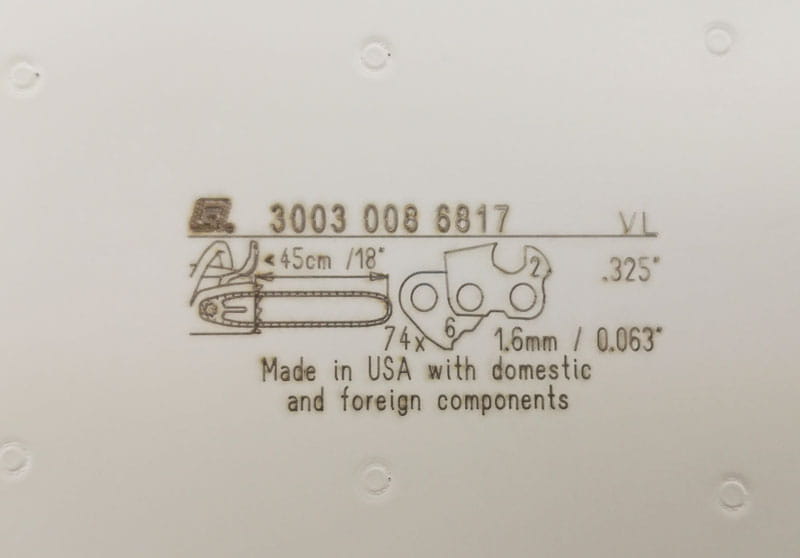 3003 008 6817 VL
45cm /18" 2 .325"
74x 6 1.6mm / 0.063"
Made in USA with domestic
and foreign components